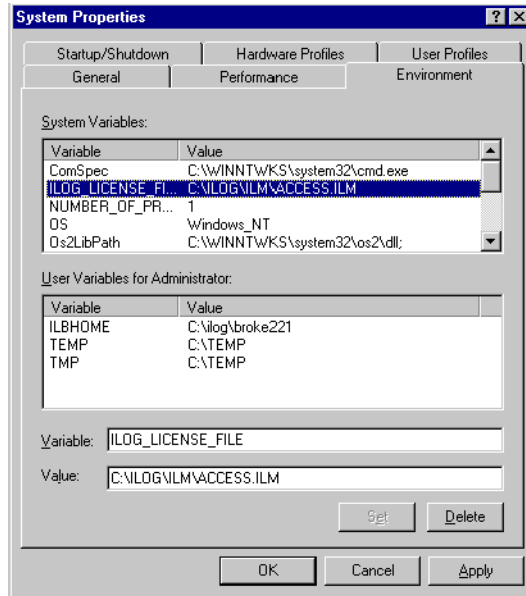 System Properties
Startup/Shutdown Hardware Profiles User Profiles
General Performance Environment
System Variables:
Variable Value
ComSpec C:\WINNTWKS\system32\cmd.exe
ILOG_LICENSE_FI... C:\ILOG\ILM\ACCESS.ILM
NUMBER_OF_PR... 1
OS Windows_NT
Os2LibPath C:\WINNTWKS\system32\os2\dll;
User Variables for Administrator:
Variable Value
ILBHOME C:\ilog\broke221
TEMP C:\TEMP
TMP C:\TEMP
Variable: ILOG_LICENSE_FILE
Value: C:\ILOG\ILM\ACCESS.ILM
Set Delete
OK Cancel Apply